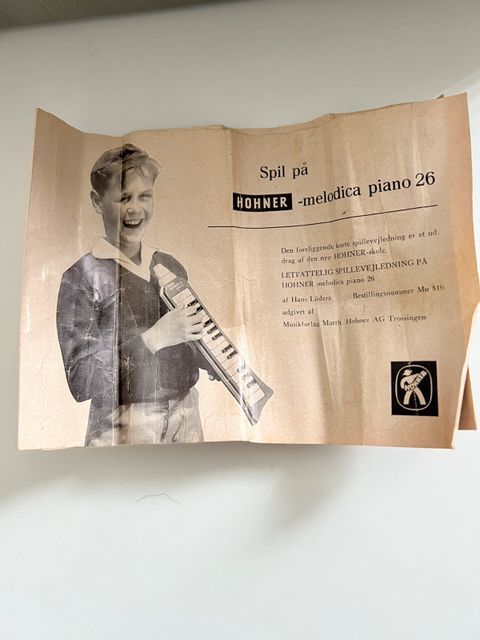 Spil på
HOHNER -melodica piano 26
Den foreliggende korte spillevejledning er et ud
drag af den nye HOHNER-skole.
LETFATTELIG SPILLEVEJLEDNING PÅ
HOHNER melodica piano 26
af Hans Lüders Bestillingsnummer Mu 816
udgivet af
Musikforlag Matth. Hohner AG Trossingen
HOHNER